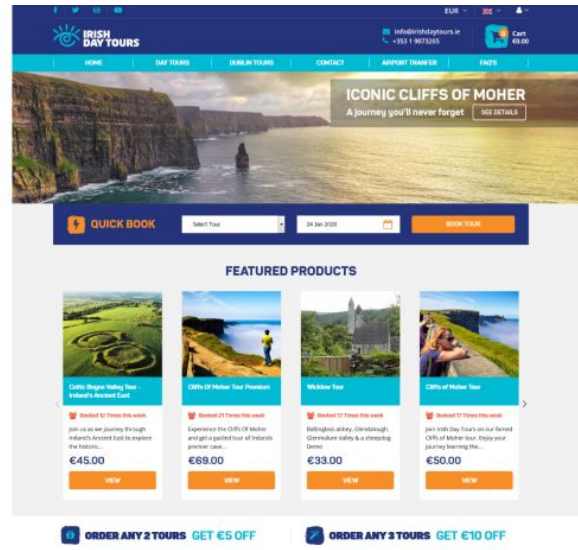 EUR
IRISH
DAY TOURS
info@irishdaytours.ie
+353 1 9073265
Cart
€0.00
HOME
DAY TOURS
DUBLIN TOURS
CONTACT
AIRPORT TRANFER
FAQ'S
ICONIC CLIFFS OF MOHER
A journey you'll never forget
SEE DETAILS
QUICK BOOK
Select Tour
24 Jan 2020
BOOK TOUR
FEATURED PRODUCTS
Celtic Boyne Valley Tour -
Ireland's Ancient East
Booked 12 Times this week
Join us as we journey through
Ireland's Ancient East to explore
the historic...
€45.00
VIEW
Cliffs Of Moher Tour Premium
Booked 21 Times this week
Experience the Cliffs Of Moher
and get a guided tour of Irelands
premier cave...
€69.00
VIEW
Wicklow Tour
Booked 17 Times this week
Baltinglass abbey, Glendalough,
Glenmalure Valley & a sheepdog
Demo
€33.00
VIEW
Cliffs of Moher Tour
Booked 17 Times this week
Join Irish Day Tours on our famed
Cliffs of Moher tour. Enjoy your
journey learning the...
€50.00
VIEW
ORDER ANY 2 TOURS GET €5 OFF
ORDER ANY 3 TOURS GET €10 OFF